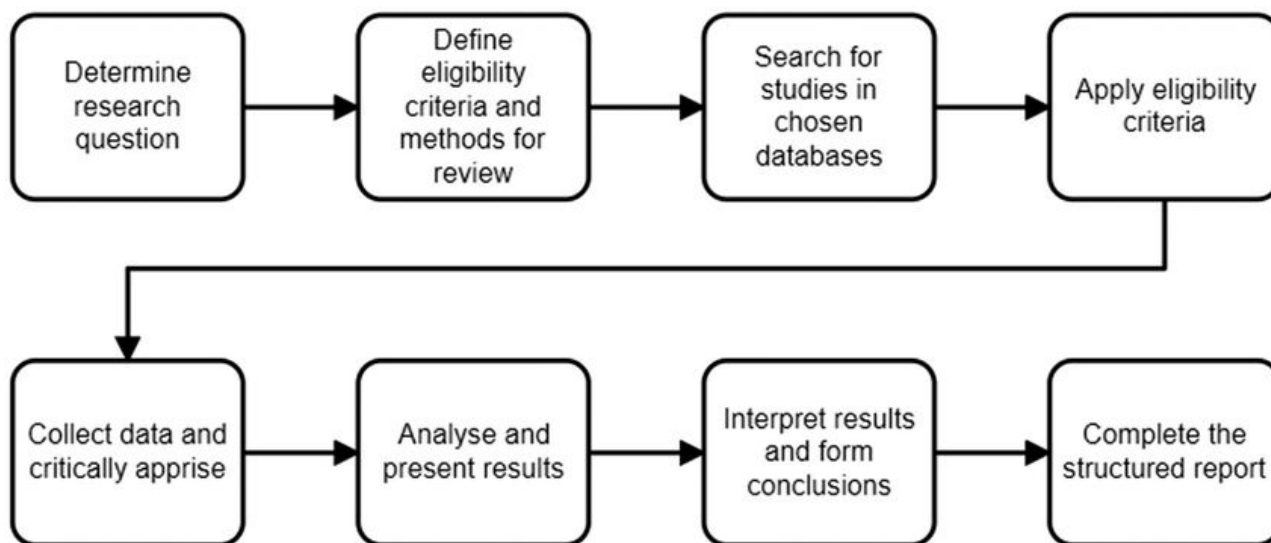 Determine
research
question
Define
eligibility
criteria and
methods for
review
Search for
studies in
chosen
databases
Apply eligibility
criteria
Collect data and
critically apprise
Analyse and
present results
Interpret results
and form
conclusions
Complete the
structured report